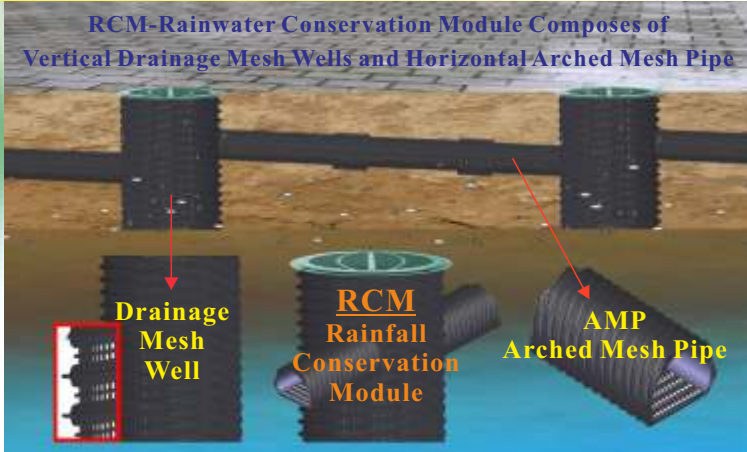 RCM-Rainwater Conservation Module Composes of
Vertical Drainage Mesh Wells and Horizontal Arched Mesh Pipe
Drainage
Mesh
Well
RCM
Rainfall
Conservation
Module
AMP
Arched Mesh Pipe